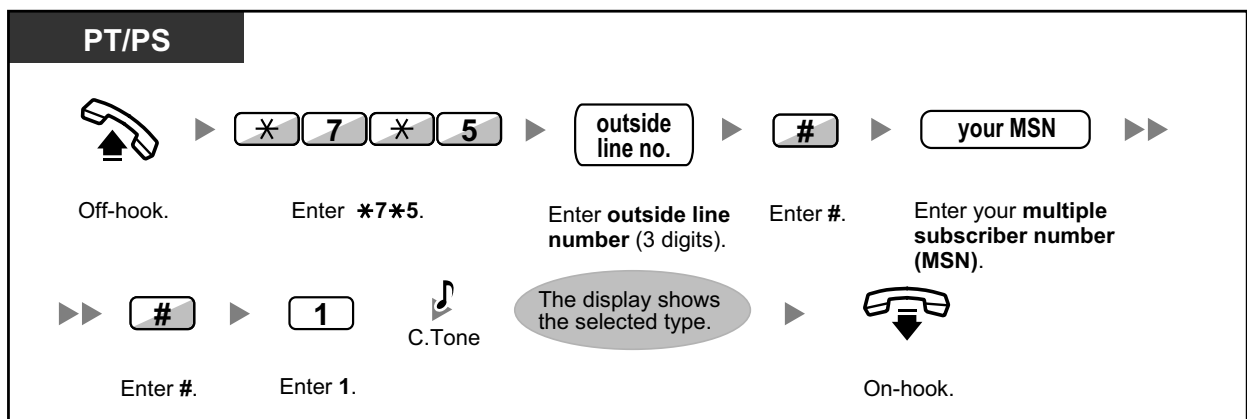 PT/PS
* 7 * 5
outside
line no.
#
your MSN
Off-hook.
Enter *7*5.
Enter outside line
number (3 digits).
Enter #.
Enter your multiple
subscriber number
(MSN).
#
1
C.Tone
The display shows
the selected type.
Enter #.
Enter 1.
On-hook.